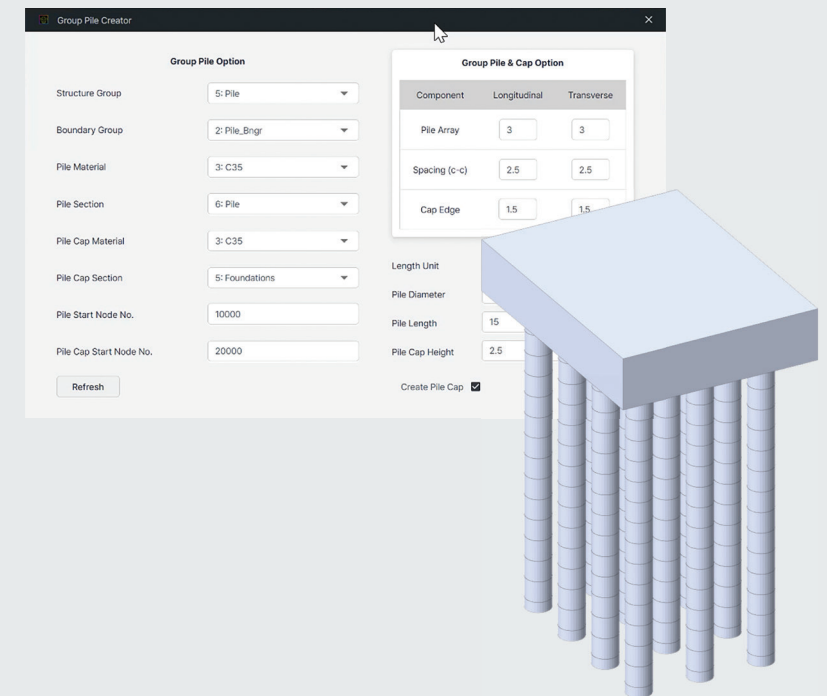 Group Pile Creator
Group Pile Option
Structure Group 5: Pile
Boundary Group 2: Pile_Bngr
Pile Material 3: C35
Pile Section 6: Pile
Pile Cap Material 3: C35
Pile Cap Section 5: Foundations
Pile Start Node No. 10000
Pile Cap Start Node No. 20000
Refresh
Group Pile & Cap Option
Component Longitudinal Transverse
Pile Array 3 3
Spacing (c-c) 2.5 2.5
Cap Edge 1.5 1.5
Length Unit
Pile Diameter
Pile Length 15
Pile Cap Height 2.5
Create Pile Cap